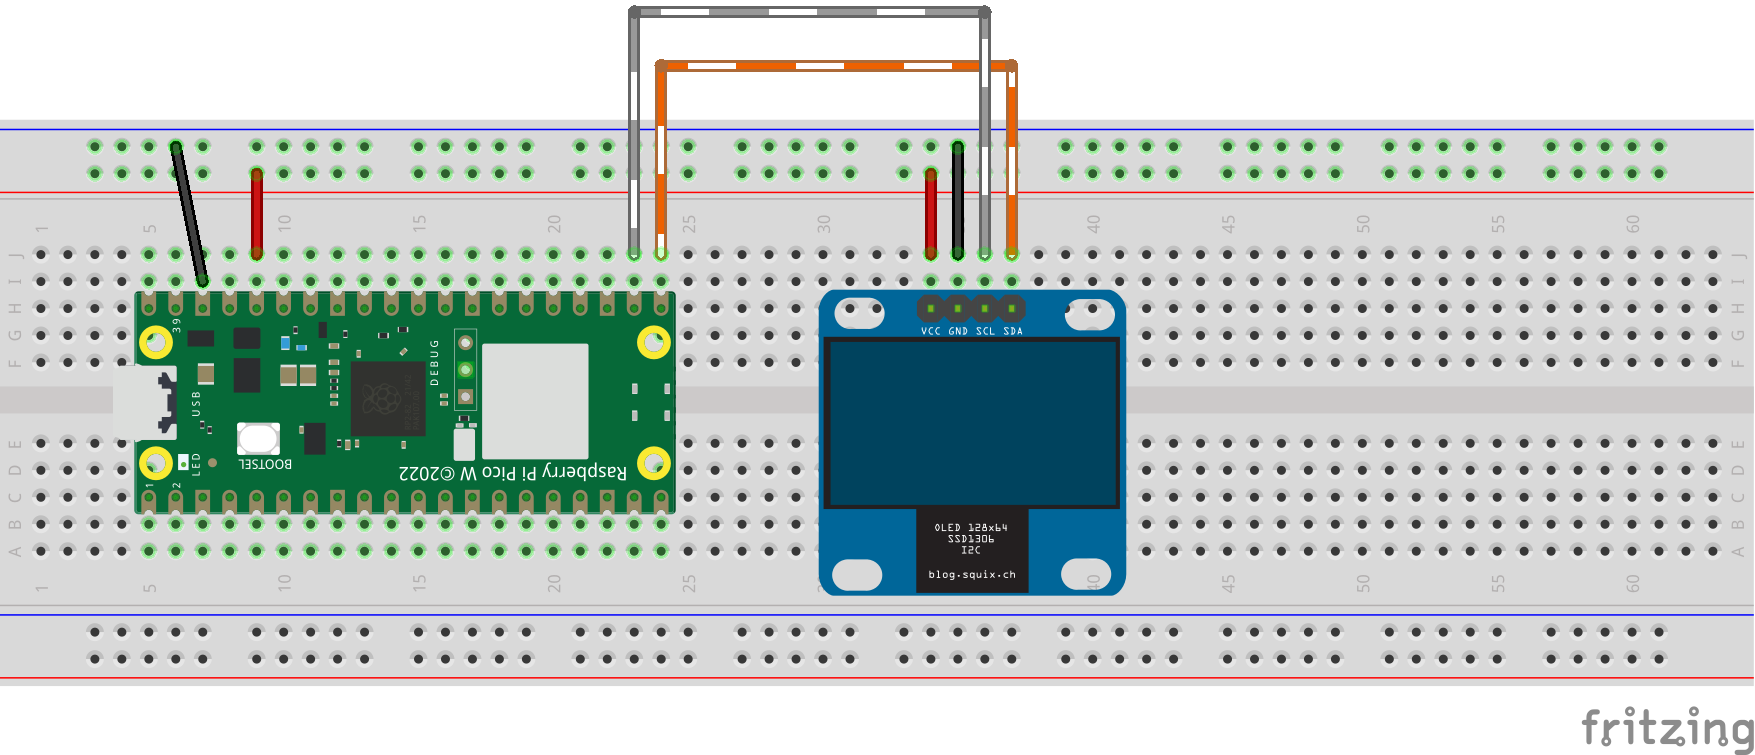 1 5 10 15 20 25 30 35 40 45 50 55 60
J J
I I
H H
G G
F F
39
DEBUG
USB
BOOTSEL
LED
Raspberry Pi Pico W ©2022
1 2
VCC GND SCL SDA
OLED 128x64
SSD1306
I2C
blog.squix.ch
E E
D D
C C
B B
A A
1 5 10 15 20 25 40 45 50 55 60
fritzing